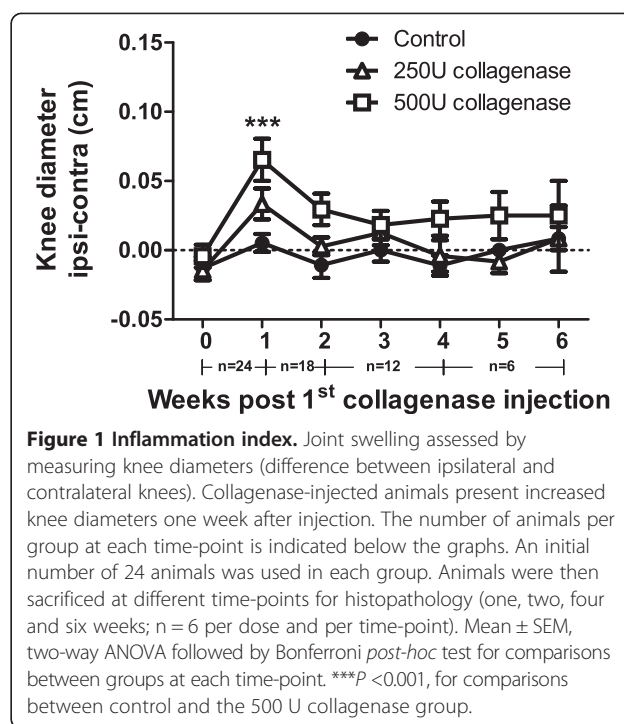 0.15
0.10
0.05
0.00
-0.05
Knee diameter
ipsi-contra (cm)
Control
250U collagenase
500U collagenase
***
0 1 2 3 4 5 6
n=24 n=18 n=12 n=6
Weeks post 1st collagenase injection
Figure 1 Inflammation index. Joint swelling assessed by
measuring knee diameters (difference between ipsilateral and
contralateral knees). Collagenase-injected animals present increased
knee diameters one week after injection. The number of animals per
group at each time-point is indicated below the graphs. An initial
number of 24 animals was used in each group. Animals were then
sacrificed at different time-points for histopathology (one, two, four
and six weeks; n = 6 per dose and per time-point). Mean ± SEM,
two-way ANOVA followed by Bonferroni post-hoc test for comparisons
between groups at each time-point. ***P <0.001, for comparisons
between control and the 500 U collagenase group.